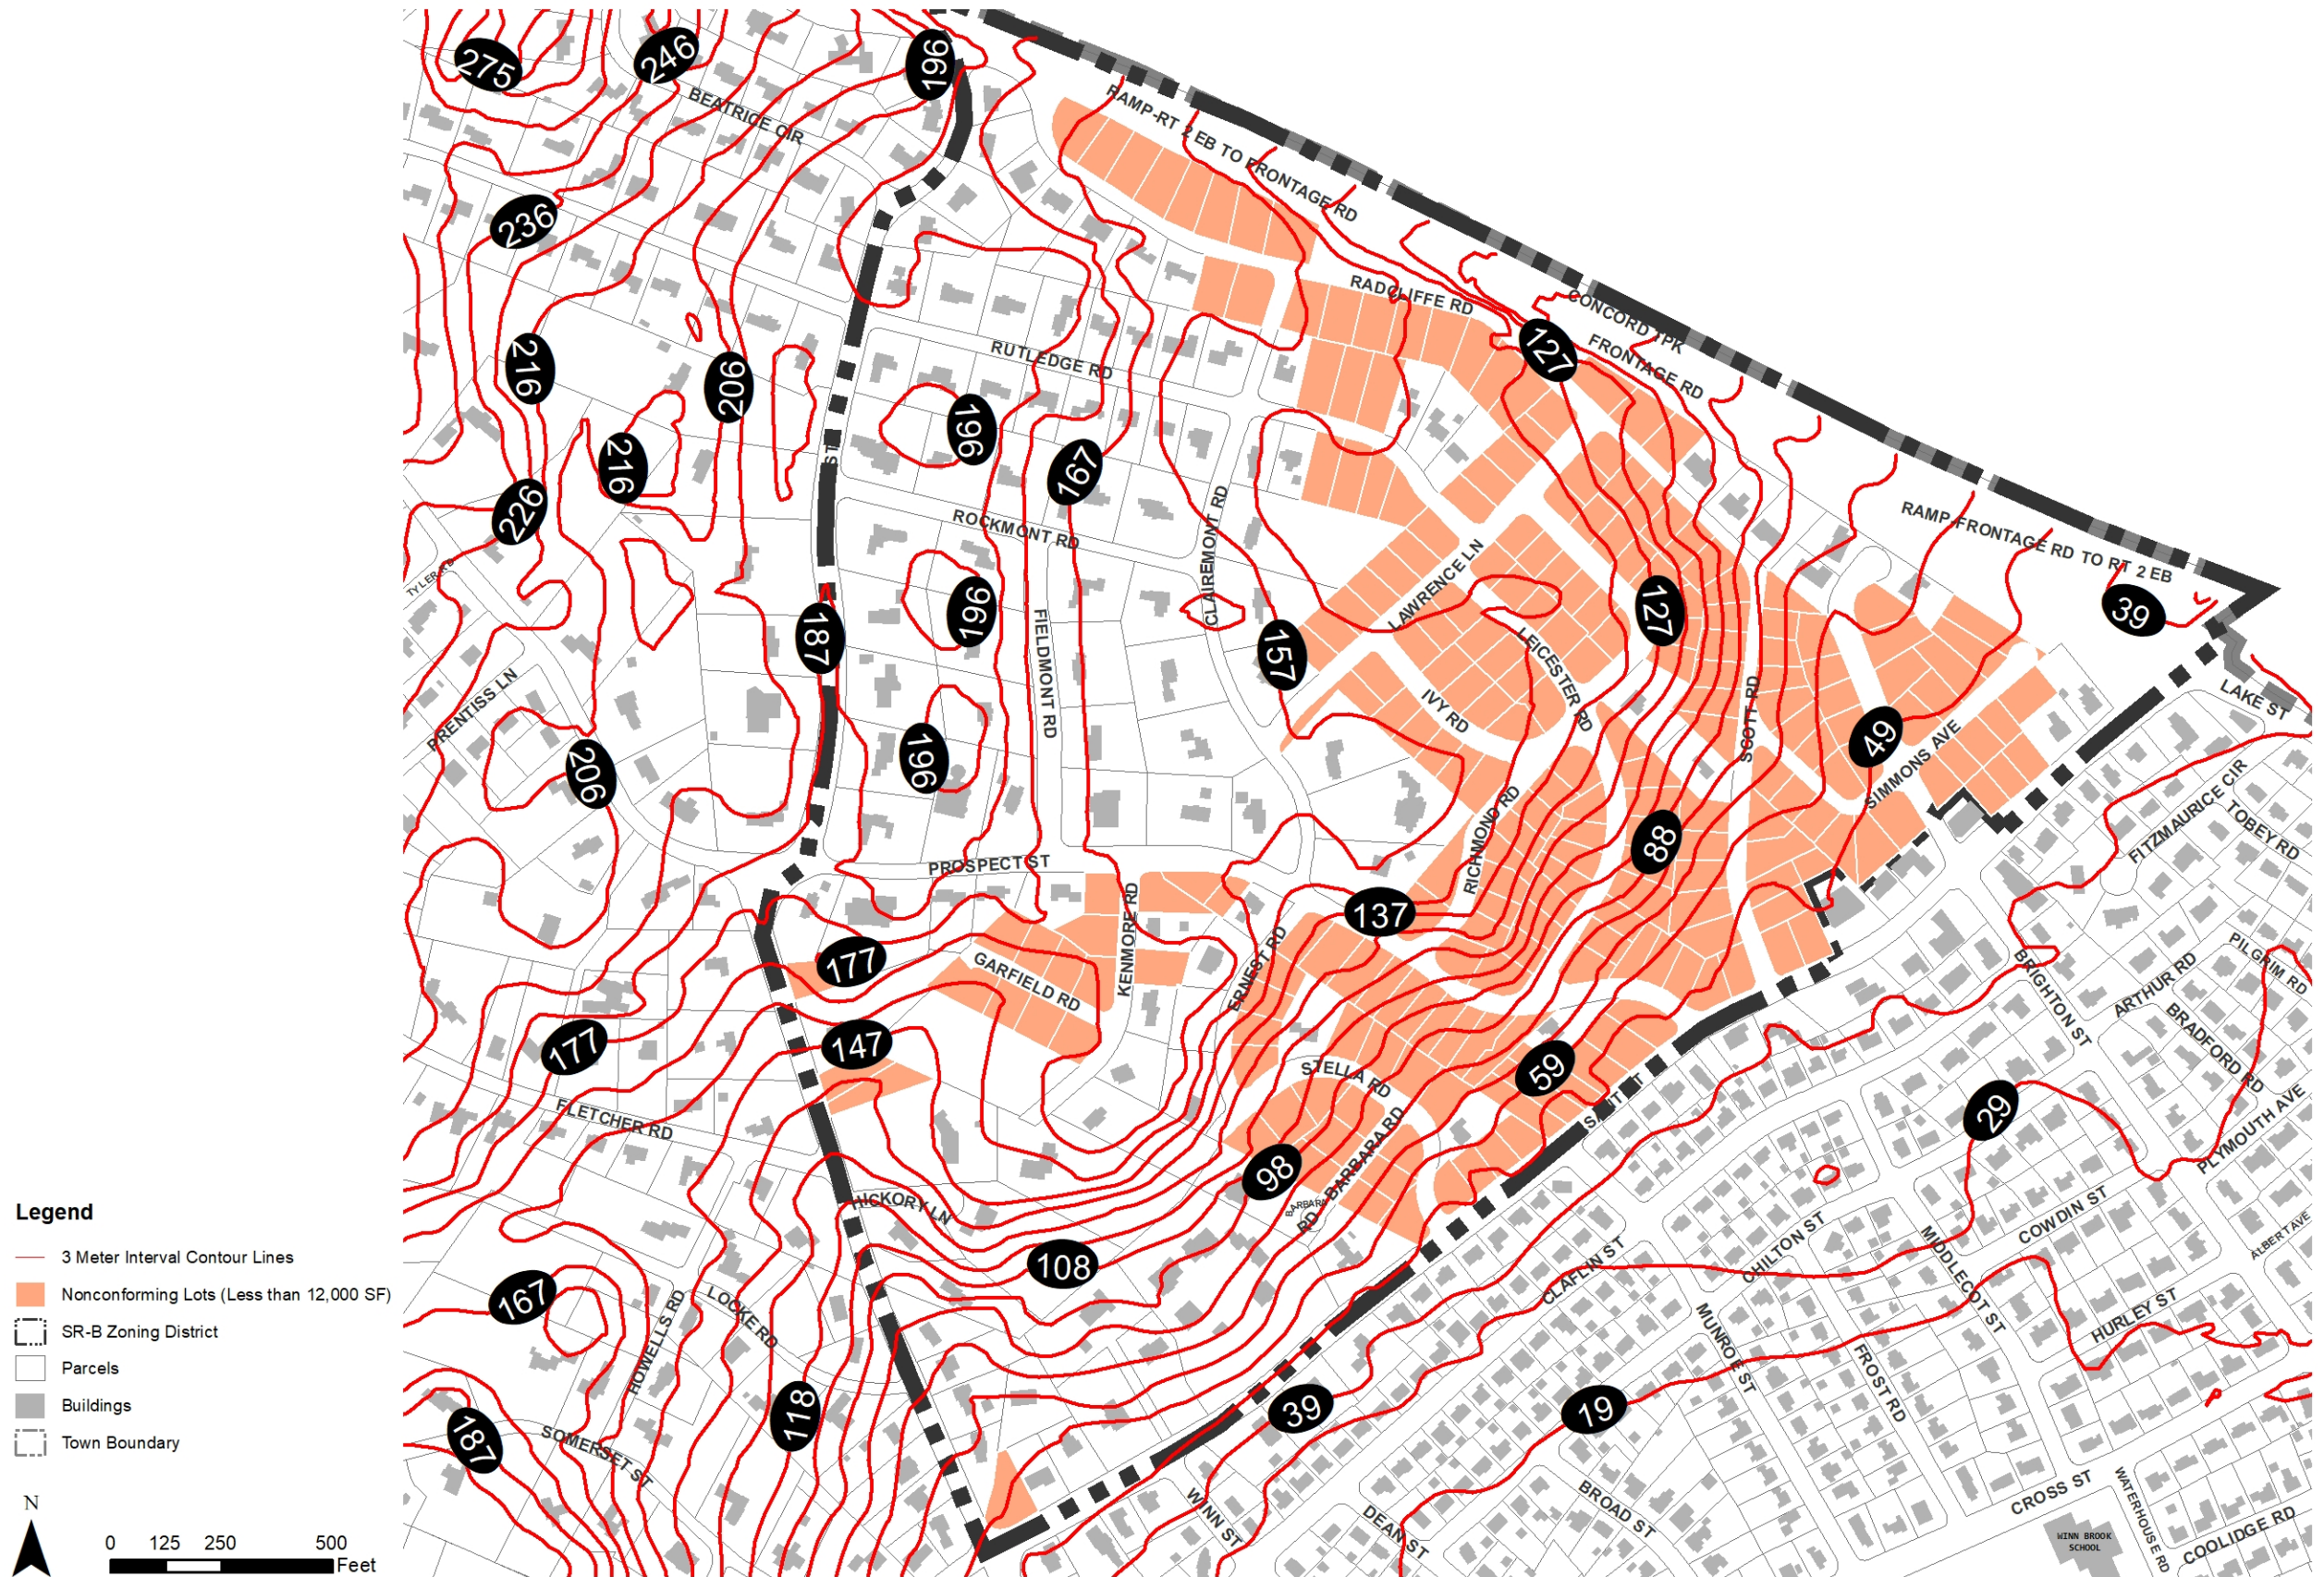 275
246
196
BEATRICE CIR
RAMP-RT 2 EB TO FRONTAGE RD
236
RADCLIFFE RD
CONCORD TPK
FRONTAGE RD
127
216
206
RUTLEDGE RD
196
ST
216
167
226
ROCKMONT RD
CLAIREMONT RD
RAMP-FRONTAGE RD TO RT 2 EB
LAWRENCE LN
TYLER RD
39
187
196
127
FIELDMONT RD
157
LEICESTER RD
LAKE ST
PRENTISS LN
IVY RD
SCOTT RD
49
SIMMONS AVE
196
206
FITZMAURICE CIR
TOBEY RD
88
RICHMOND RD
PROSPECT ST
137
KENMORE RD
177
GARFIELD RD
ERNEST RD
PILGRIM RD
BRIGHTON ST
ARTHUR RD
BRADFORD RD
177
147
59
STELLA RD
29
PLYMOUTH AVE
FLETCHER RD
BARBARA RD
98
BARBARA
RD
HICKORY LN
COWDIN ST
ALBERT AVE
CHILTON ST
MIDDLECOT ST
CLAFLIN ST
108
167
LOCKE RD
HOWELLS RD
MUNROE ST
HURLEY ST
FROST RD
118
39
19
187
SOMERSET ST
WINN ST
DEAN ST
BROAD ST
CROSS ST
WATERHOUSE RD
COOLIDGE RD
WINN BROOK
SCHOOL
Legend
3 Meter Interval Contour Lines
Nonconforming Lots (Less than 12,000 SF)
SR-B Zoning District
Parcels
Buildings
Town Boundary
N
0 125 250 500
Feet